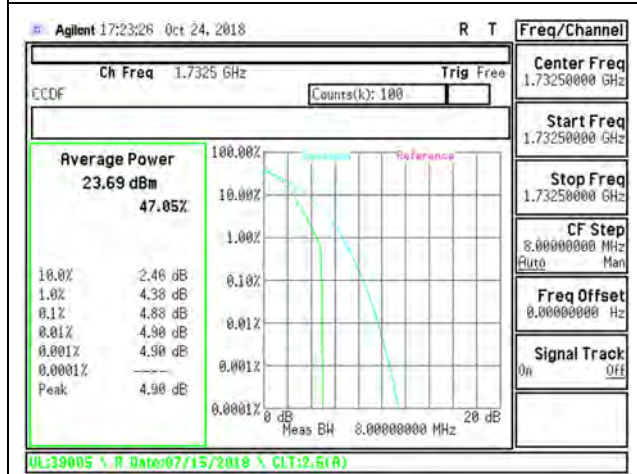 Agilent 17:23:26 Oct 24, 2018 R T
Freq/Channel
Ch Freq 1.7325 GHz Trig Free
CCDF Counts(k): 100
Center Freq
1.73250000 GHz
Start Freq
1.73250000 GHz
Stop Freq
1.73250000 GHz
CF Step
8.00000000 MHz
Auto Man
Freq Offset
0.00000000 Hz
Signal Track
On Off
Average Power
23.69 dBm
47.05%
10.0% 2.46 dB
1.0% 4.38 dB
0.1% 4.88 dB
0.01% 4.90 dB
0.001% 4.90 dB
0.0001% ----
Peak 4.90 dB
100.00%
10.00%
1.00%
0.10%
0.01%
0.001%
0.0001%
Reference
0 dB 20 dB
Meas BW 8.00000000 MHz
UL:39005 \ R Date:07/15/2018 \ CLT:2.5(A)